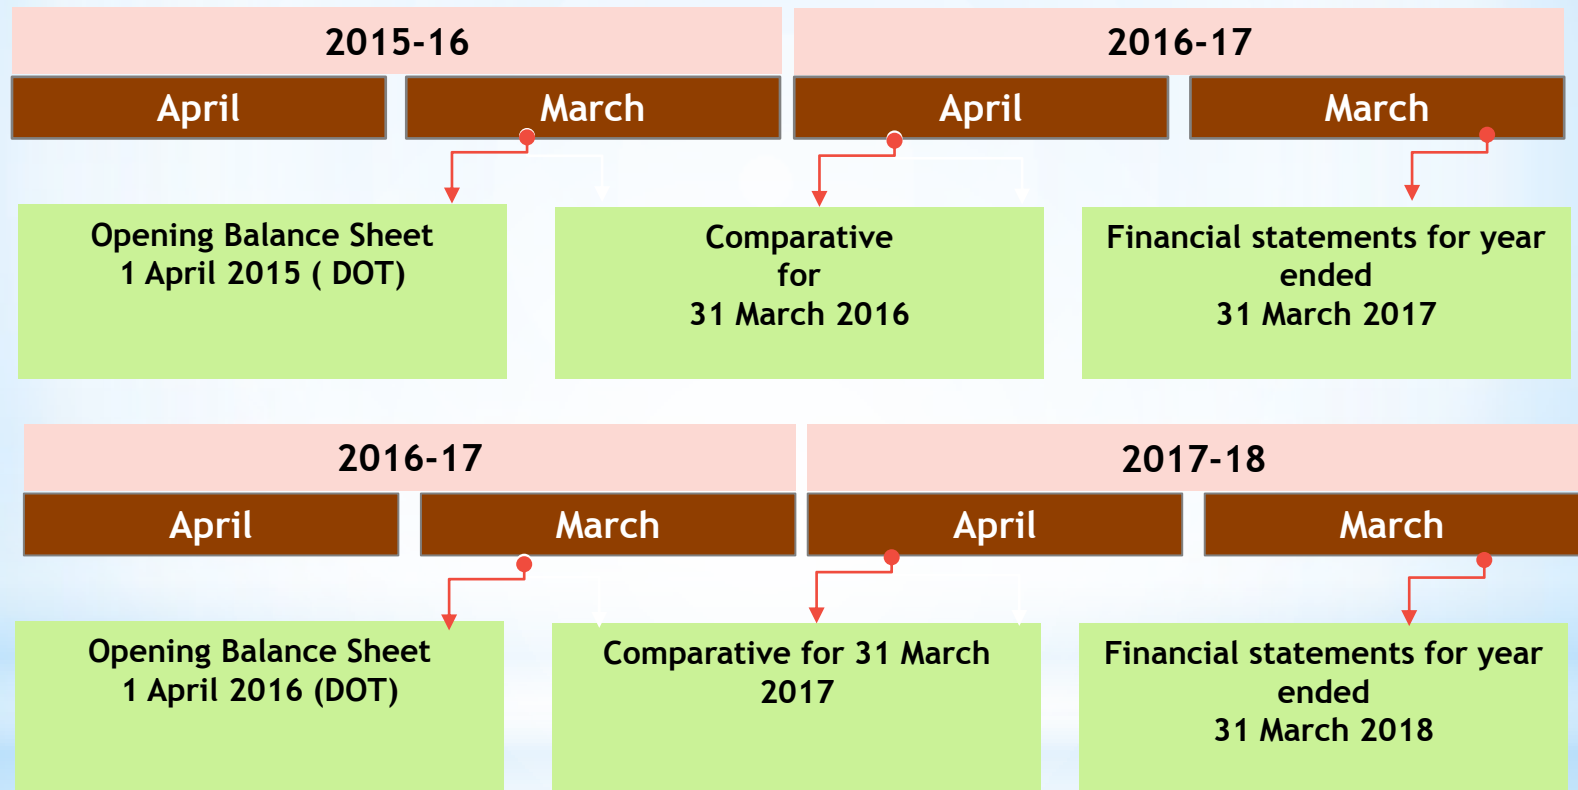 2015-16
2016-17
April
March
April
March
Opening Balance Sheet
1 April 2015 ( DOT)
Comparative
for
31 March 2016
Financial statements for year
ended
31 March 2017
2016-17
2017-18
April
March
April
March
Opening Balance Sheet
1 April 2016 (DOT)
Comparative for 31 March
2017
Financial statements for year
ended
31 March 2018